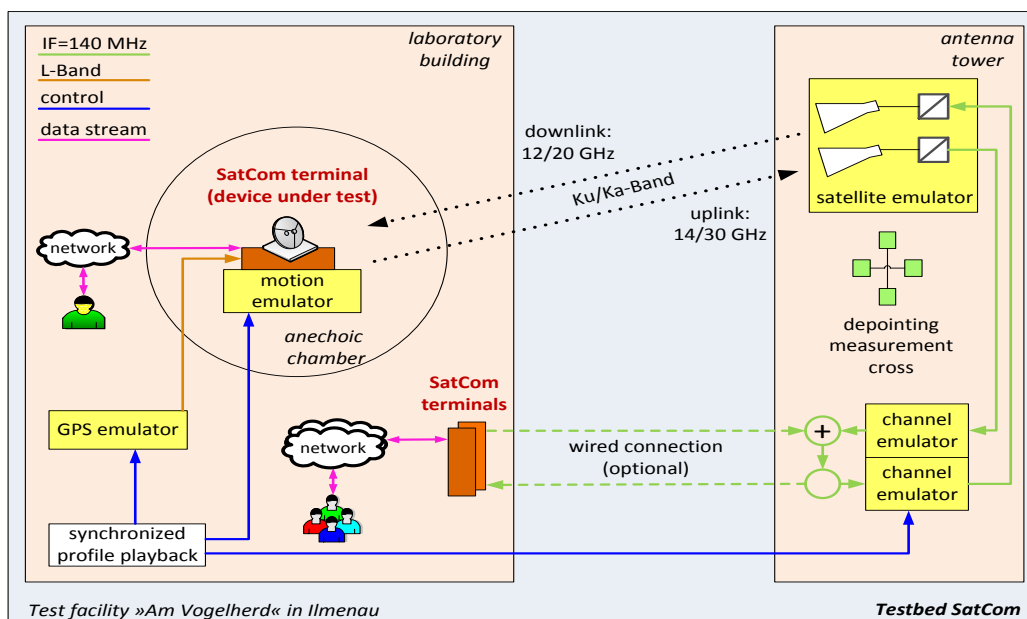 IF=140 MHz
L-Band
control
data stream
laboratory
building
antenna
tower
downlink:
12/20 GHz
Ku/Ka-Band
uplink:
14/30 GHz
satellite emulator
SatCom terminal
(device under test)
network
motion
emulator
anechoic
chamber
depointing
measurement
cross
SatCom
terminals
GPS emulator
network
wired connection
(optional)
+
channel
emulator
channel
emulator
synchronized
profile playback
Test facility »Am Vogelherd« in Ilmenau
Testbed SatCom